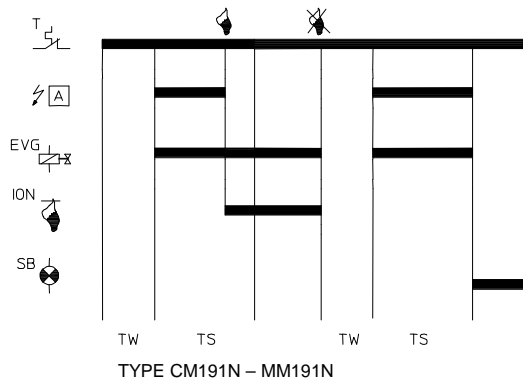 T
A
EVG
ION
SB
TW TS TW TS
TYPE CM191N – MM191N